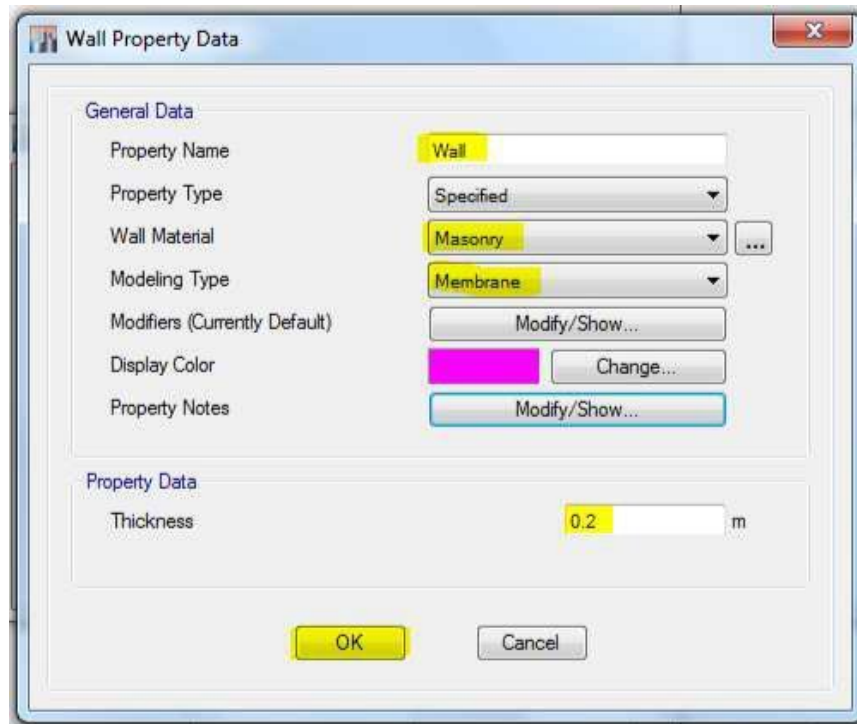 Wall Property Data
General Data
Property Name Wall
Property Type Specified
Wall Material Masonry ...
Modeling Type Membrane
Modifiers (Currently Default) Modify/Show...
Display Color Change...
Property Notes Modify/Show...
Property Data
Thickness 0.2 m
OK Cancel